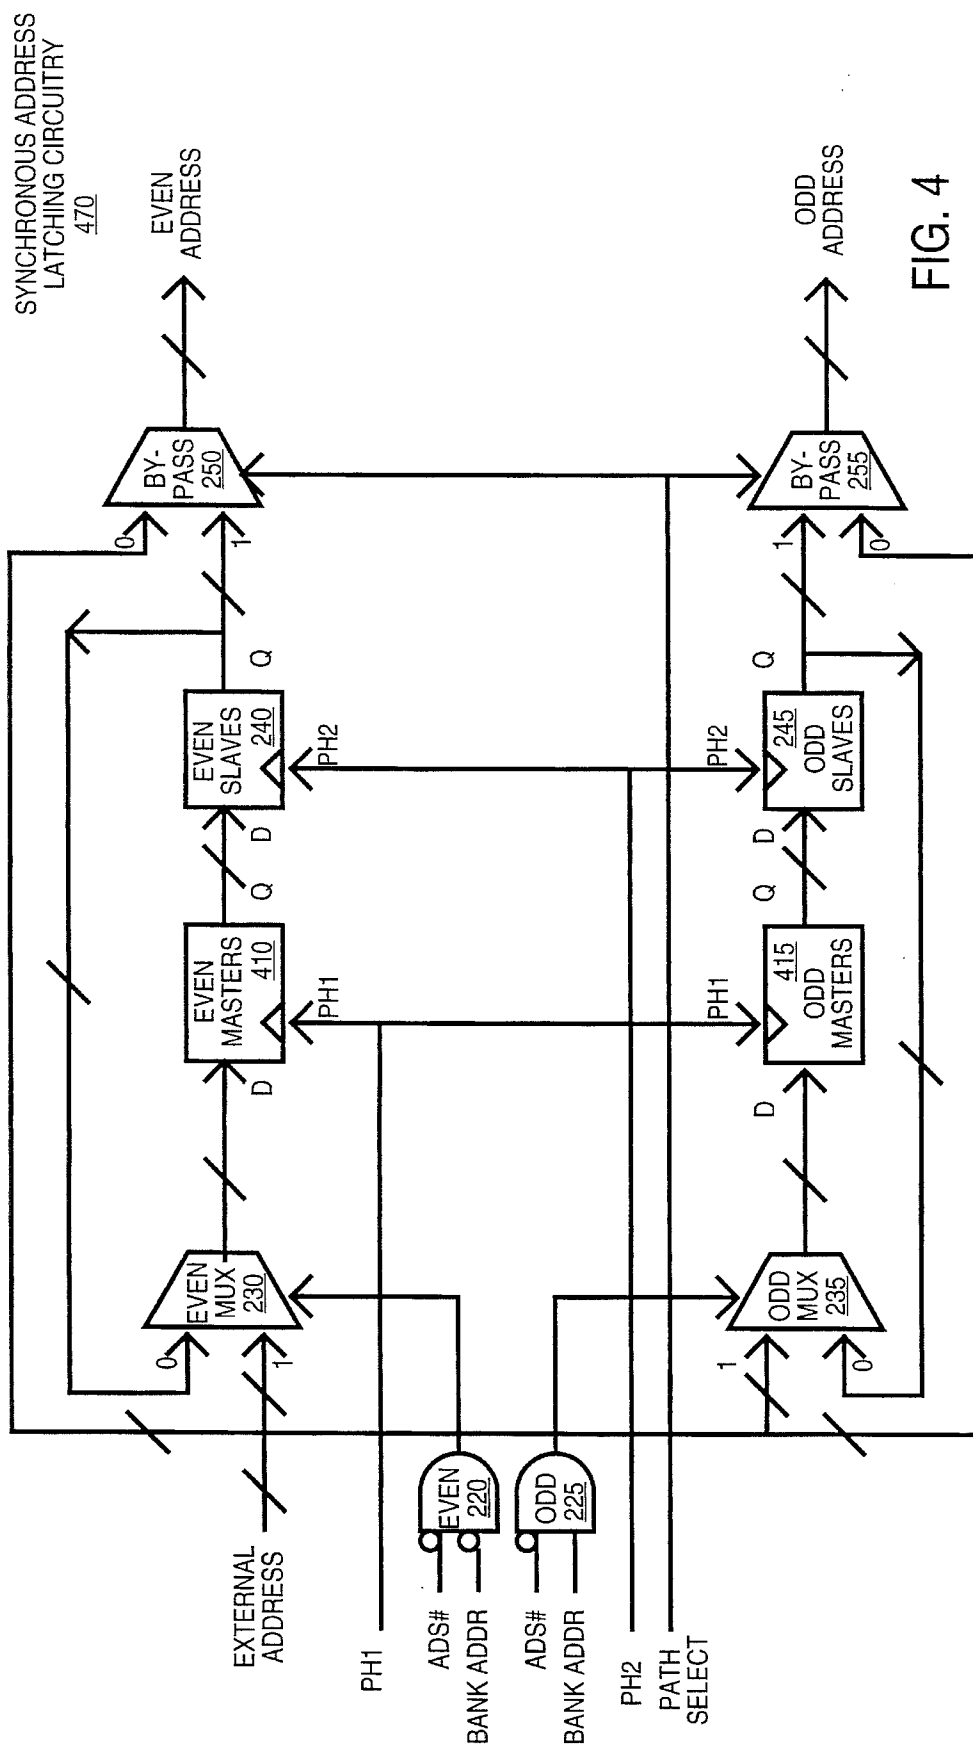 SYNCHRONOUS ADDRESS
LATCHING CIRCUITRY
470
EXTERNAL
ADDRESS
0
1
EVEN
MUX
230
D
EVEN
MASTERS
410
PH1
Q
D
EVEN
SLAVES
240
PH2
Q
0
1
BY-
PASS
250
EVEN
ADDRESS
PH1
ADS#
BANK ADDR
EVEN
220
ADS#
BANK ADDR
ODD
225
PH2
PATH
SELECT
1
0
ODD
MUX
235
D
PH1
415
ODD
MASTERS
Q
D
PH2
245
ODD
SLAVES
Q
1
0
BY-
PASS
255
ODD
ADDRESS
FIG. 4